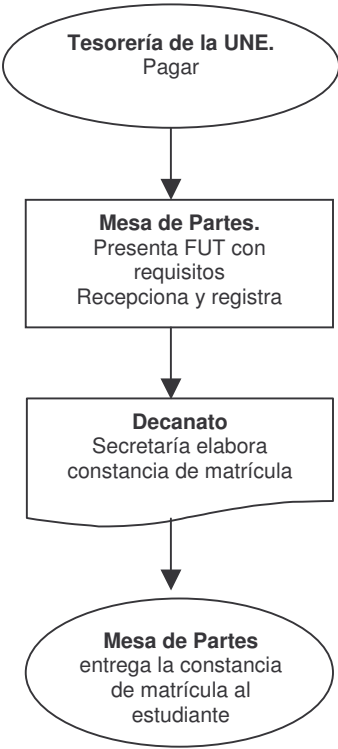 Tesorería de la UNE.
Pagar
Mesa de Partes.
Presenta FUT con
requisitos
Recepciona y registra
Decanato
Secretaría elabora
constancia de matrícula
Mesa de Partes
entrega la constancia
de matrícula al
estudiante